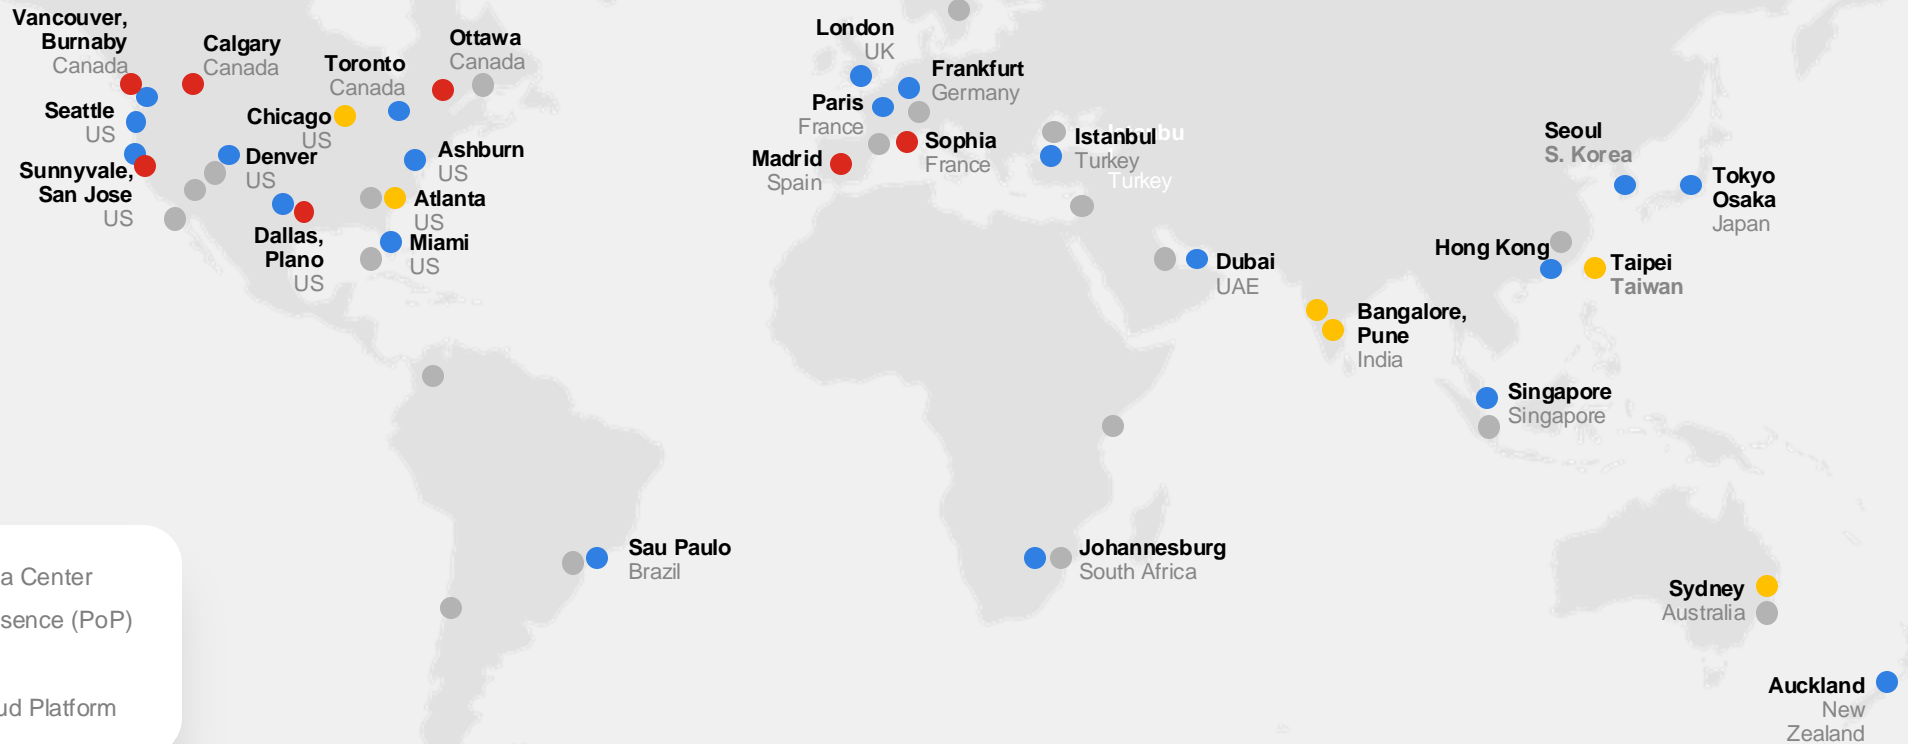 Vancouver,
Burnaby
Canada
Calgary
Canada
Toronto
Canada
Ottawa
Canada
Seattle
US
Chicago
US
Sunnyvale,
San Jose
US
Denver
US
Ashburn
US
Atlanta
US
Dallas,
Plano
US
Miami
US
London
UK
Frankfurt
Germany
Paris
France
Madrid
Spain
Sophia
France
Istanbul
Turkey
Turkey
Dubai
UAE
Seoul
S. Korea
Tokyo
Osaka
Japan
Hong Kong
Taipei
Taiwan
Bangalore,
Pune
India
Singapore
Singapore
Sau Paulo
Brazil
Johannesburg
South Africa
Sydney
Australia
Auckland
New
Zealand
a Center
sence (PoP)
ud Platform